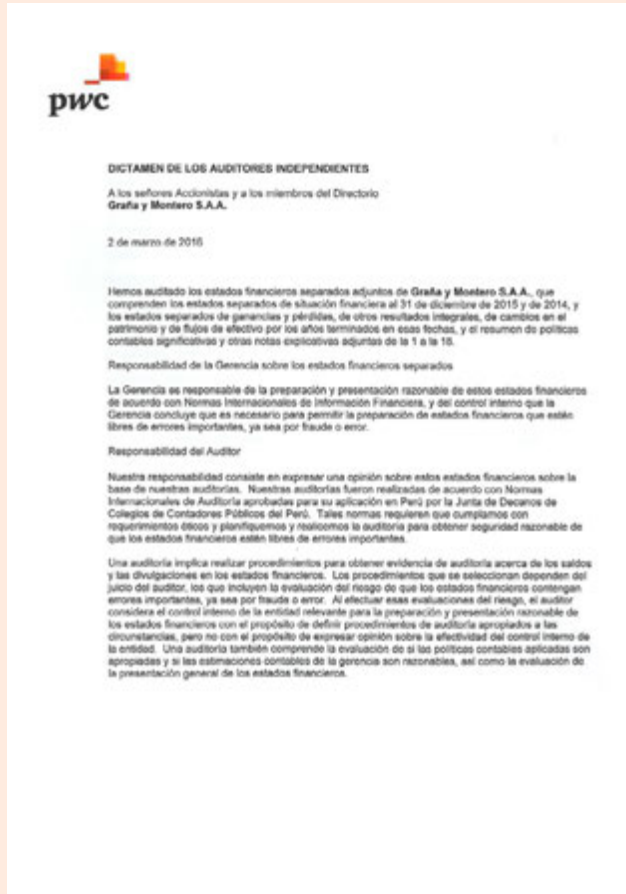 pwc
DICTAMEN DE LOS AUDITORES INDEPENDIENTES
A los señores Accionistas y a los miembros del Directorio
Graña y Montero S.A.A.
2 de marzo de 2016
Hemos auditado los estados financieros separados adjuntos de Graña y Montero S.A.A., que
comprenden los estados separados de situación financiera al 31 de diciembre de 2015 y de 2014, y
los estados separados de ganancias y pérdidas, de otros resultados integrales, de cambios en el
patrimonio y de flujos de efectivo por los años terminados en esas fechas, y el resumen de políticas
contables significativas y otras notas explicativas adjuntas de la 1 a la 18.
Responsabilidad de la Gerencia sobre los estados financieros separados
La Gerencia es responsable de la preparación y presentación razonable de estos estados financieros
de acuerdo con Normas Internacionales de Información Financiera, y del control interno que la
Gerencia concluye que es necesario para permitir la preparación de estados financieros que estén
libres de errores importantes, ya sea por fraude o error.
Responsabilidad del Auditor
Nuestra responsabilidad consiste en expresar una opinión sobre estos estados financieros sobre la
base de nuestras auditorías. Nuestras auditorías fueron realizadas de acuerdo con Normas
Internacionales de Auditoría aprobadas para su aplicación en Perú por la Junta de Decanos de
Colegios de Contadores Públicos del Perú. Tales normas requieren que cumplamos con
requerimientos éticos y planifiquemos y realicemos la auditoría para obtener seguridad razonable de
que los estados financieros estén libres de errores importantes.
Una auditoría implica realizar procedimientos para obtener evidencia de auditoría acerca de los saldos
y las divulgaciones en los estados financieros. Los procedimientos que se seleccionan dependen del
juicio del auditor, los que incluyen la evaluación del riesgo de que los estados financieros contengan
errores importantes, ya sea por fraude o error. Al efectuar esas evaluaciones del riesgo, el auditor
considera el control interno de la entidad relevante para la preparación y presentación razonable de
los estados financieros con el propósito de definir procedimientos de auditoría apropiados a las
circunstancias, pero no con el propósito de expresar opinión sobre la efectividad del control interno de
la entidad. Una auditoría también comprende la evaluación de si las políticas contables aplicadas son
apropiadas y si las estimaciones contables de la gerencia son razonables, así como la evaluación de
la presentación general de los estados financieros.